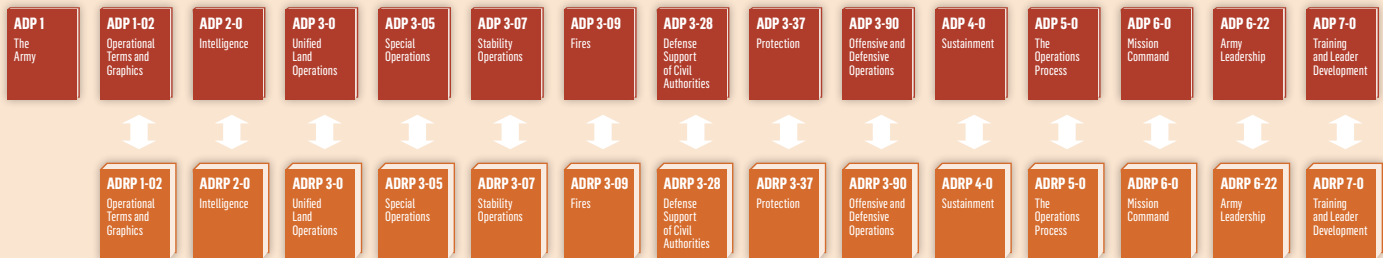 ADP 1
The
Army
ADP 1-02
Operational
Terms and
Graphics
ADP 2-0
Intelligence
ADP 3-0
Unified
Land
Operations
ADP 3-05
Special
Operations
ADP 3-07
Stability
Operations
ADP 3-09
Fires
ADP 3-28
Defense
Support
of Civil
Authorities
ADP 3-37
Protection
ADP 3-90
Offensive and
Defensive
Operations
ADP 4-0
Sustainment
ADP 5-0
The
Operations
Process
ADP 6-0
Mission
Command
ADP 6-22
Army
Leadership
ADP 7-0
Training
and Leader
Development
ADRP 1-02
Operational
Terms and
Graphics
ADRP 2-0
Intelligence
ADRP 3-0
Unified
Land
Operations
ADRP 3-05
Special
Operations
ADRP 3-07
Stability
Operations
ADRP 3-09
Fires
ADRP 3-28
Defense
Support
of Civil
Authorities
ADRP 3-37
Protection
ADRP 3-90
Offensive and
Defensive
Operations
ADRP 4-0
Sustainment
ADRP 5-0
The
Operations
Process
ADRP 6-0
Mission
Command
ADRP 6-22
Army
Leadership
ADRP 7-0
Training
and Leader
Development